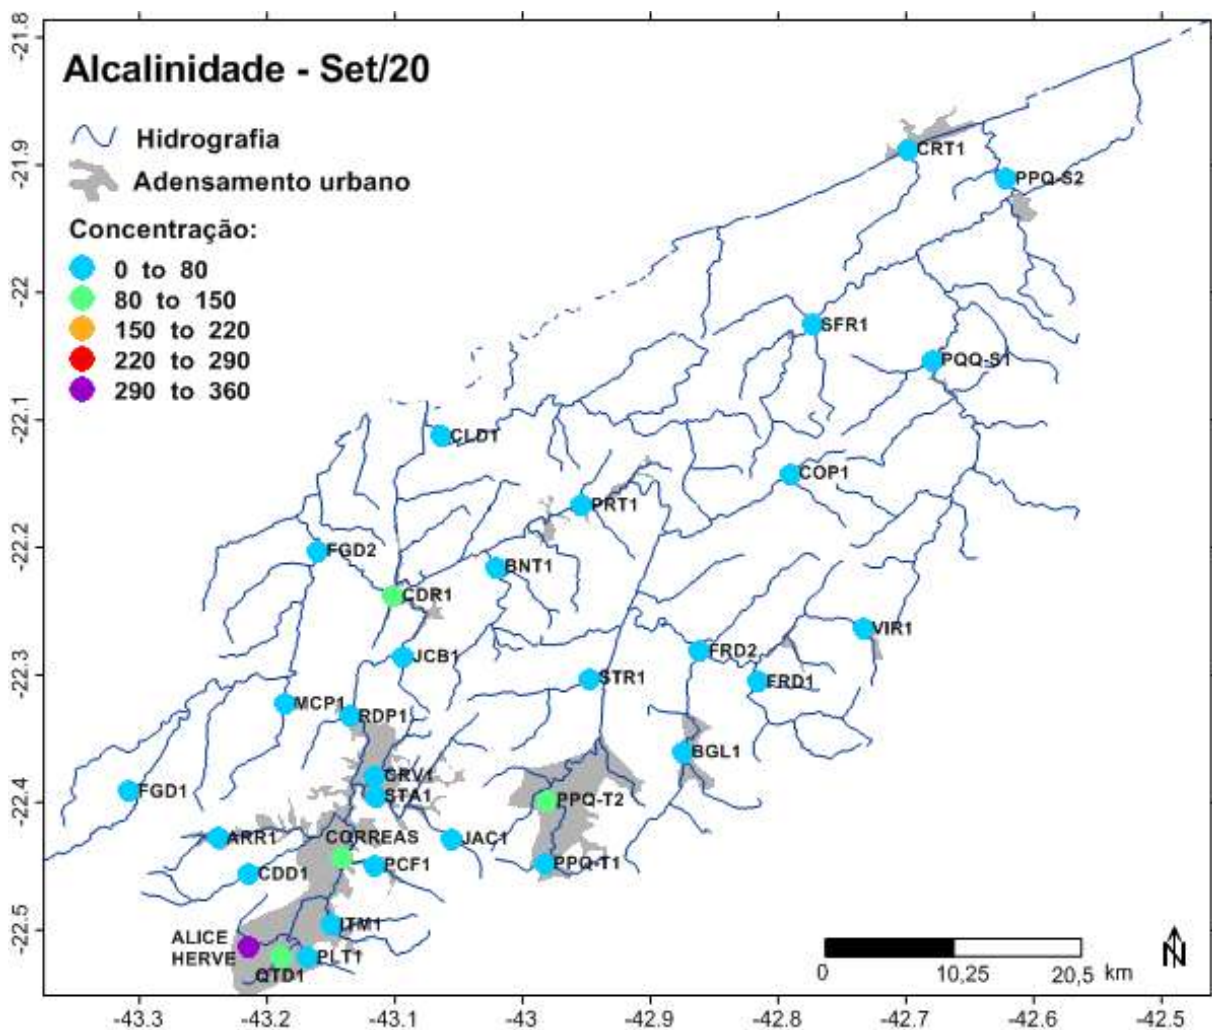 Alcalinidade - Set/20
Hidrografia
Adensamento urbano
Concentração:
0 to 80
80 to 150
150 to 220
220 to 290
290 to 360
CRT1
PPQ-S2
SFR1
PQQ-S1
CLD1
COP1
PRT1
FGD2
BNT1
CDR1
VIR1
JCB1
FRD2
STR1
FRD1
MCP1
RDP1
BGL1
CRV1
FGD1
STA1
PPQ-T2
ARR1
CORREAS
JAC1
CDD1
PCF1
PPQ-T1
ITM1
ALICE
HERVE
PLT1
QTD1
0
10,25
20,5
km
N
-21.8
-21.9
-22
-22.1
-22.2
-22.3
-22.4
-22.5
-43.3
-43.2
-43.1
-43
-42.9
-42.8
-42.7
-42.6
-42.5